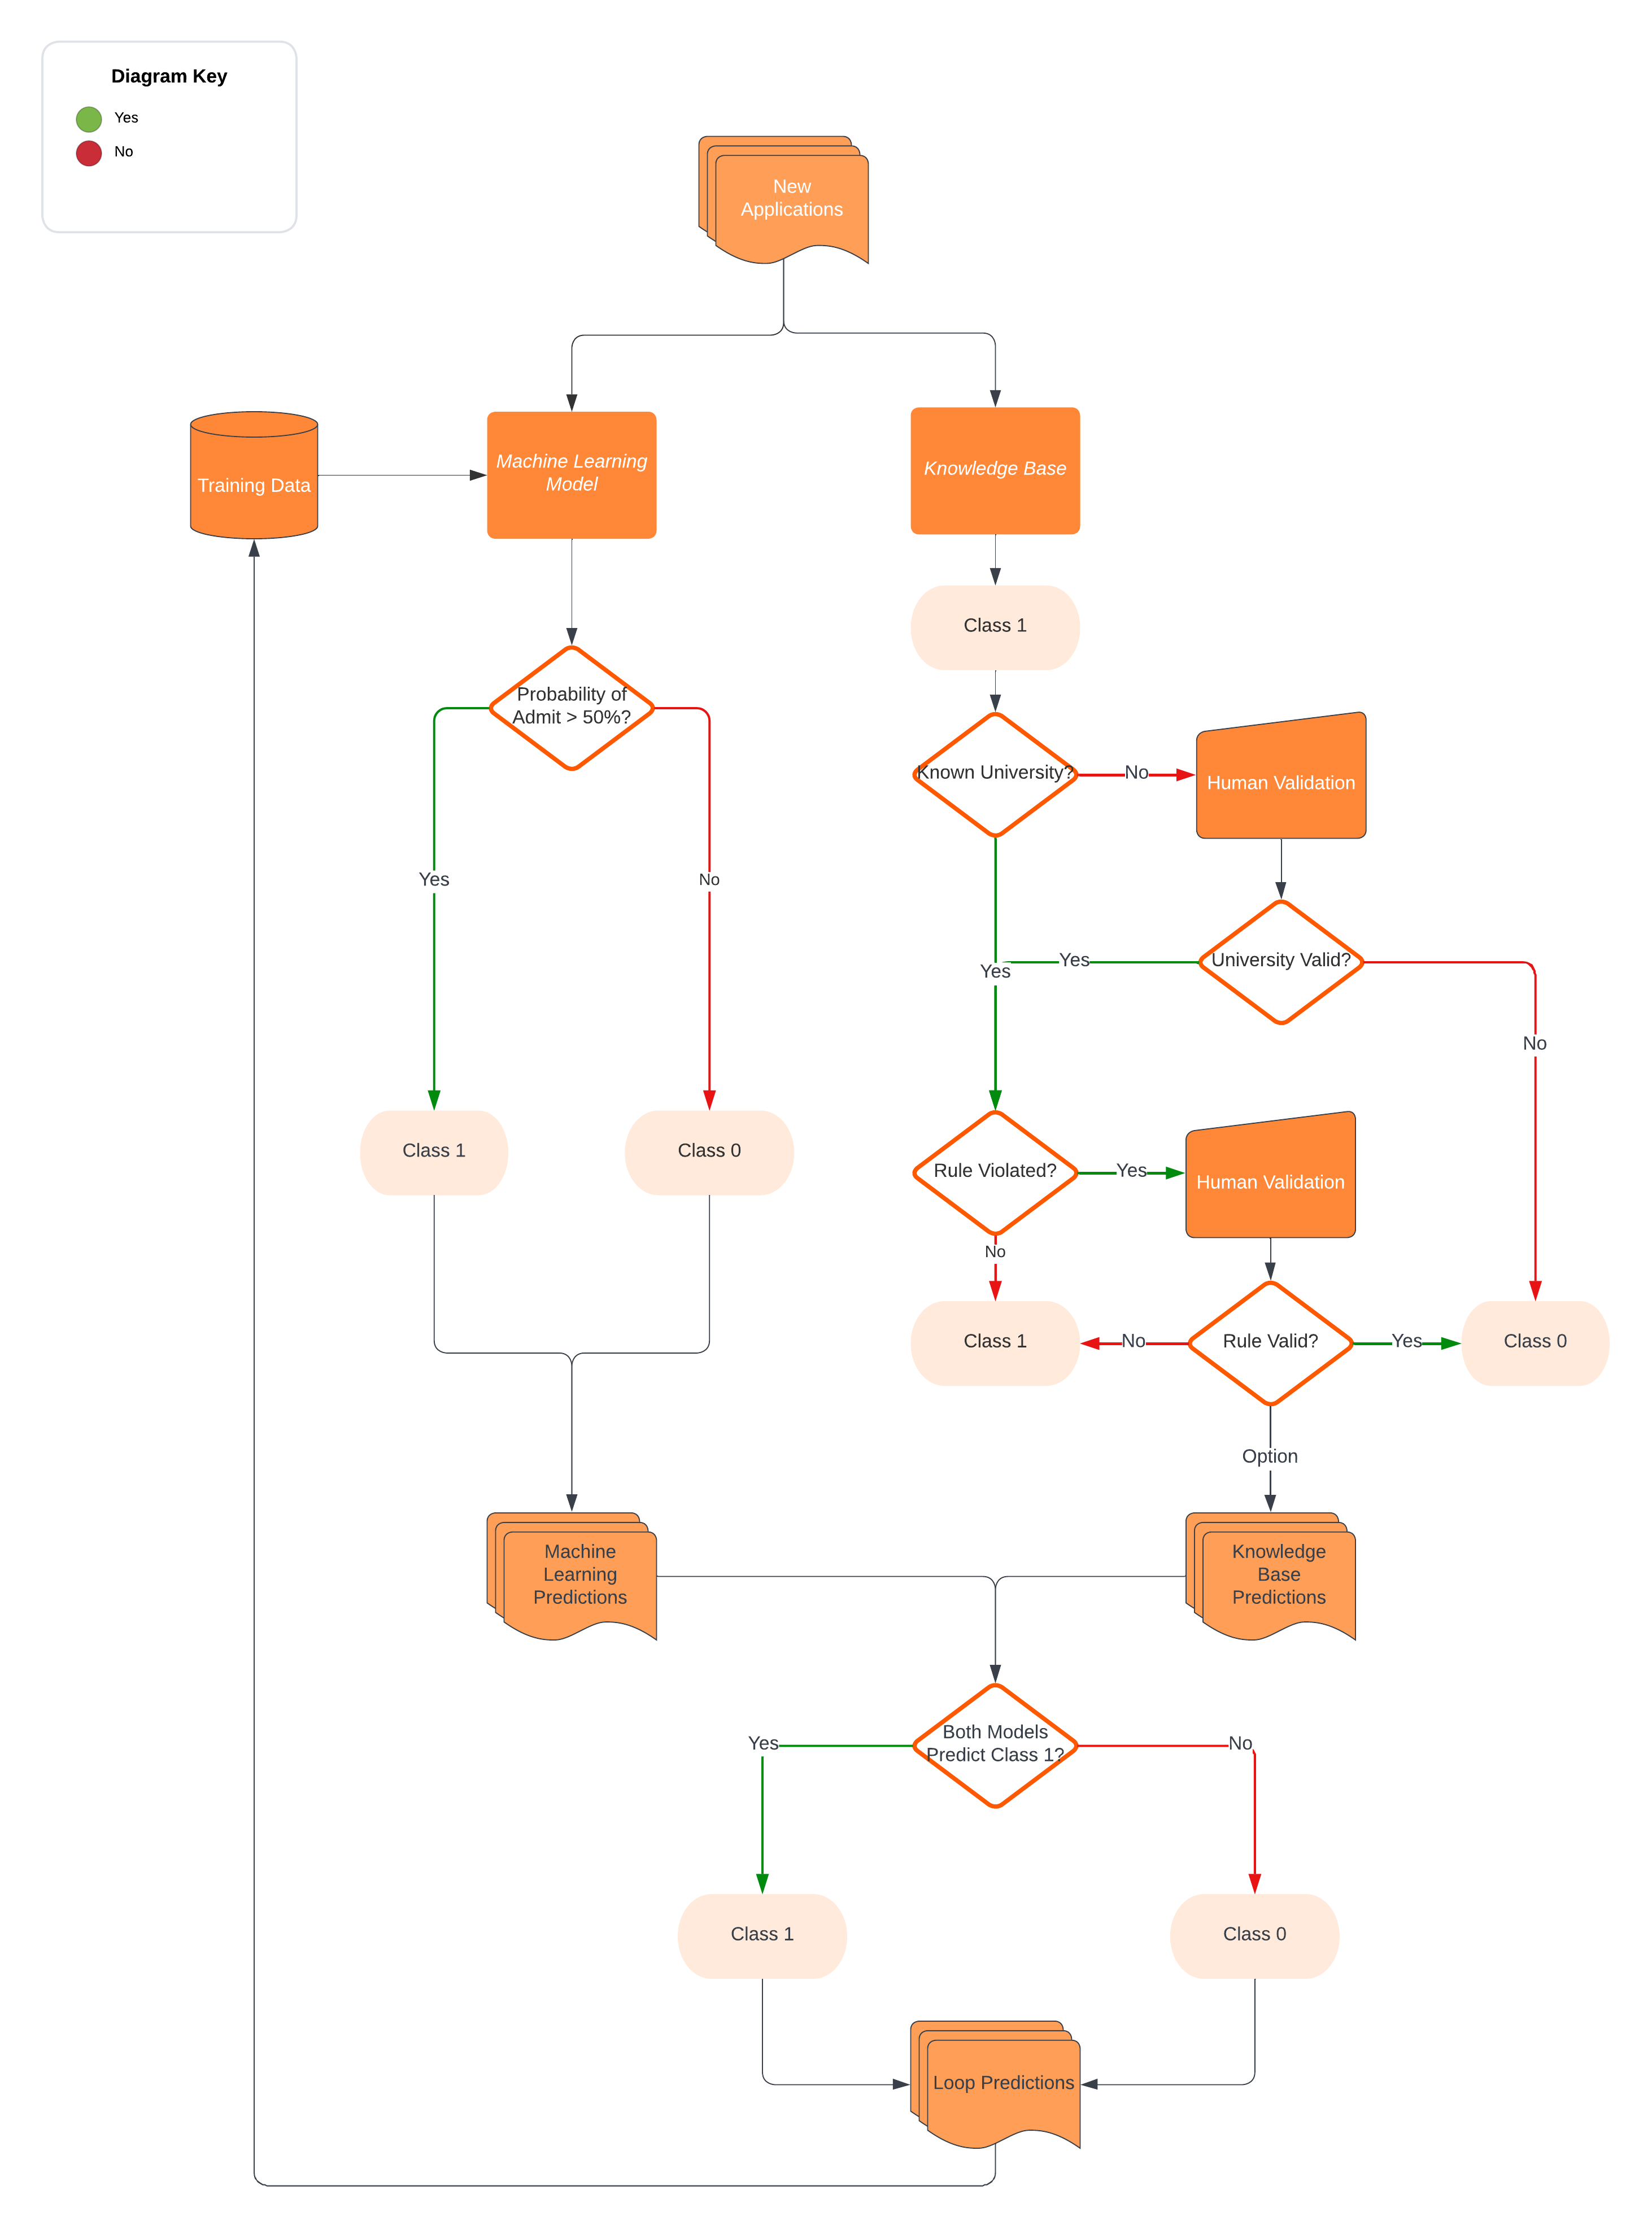 Diagram Key
Yes
No
New
Applications
Training Data
Machine Learning
Model
Knowledge Base
Class 1
Probability of
Admit > 50%?
Known University?
No
Human Validation
Yes
No
Yes
Yes
University Valid?
No
Class 1
Class 0
Rule Violated?
Yes
Human Validation
No
Class 1
No
Rule Valid?
Yes
Class 0
Option
Machine
Learning
Predictions
Knowledge
Base
Predictions
Both Models
Predict Class 1?
Yes
No
Class 1
Class 0
Loop Predictions